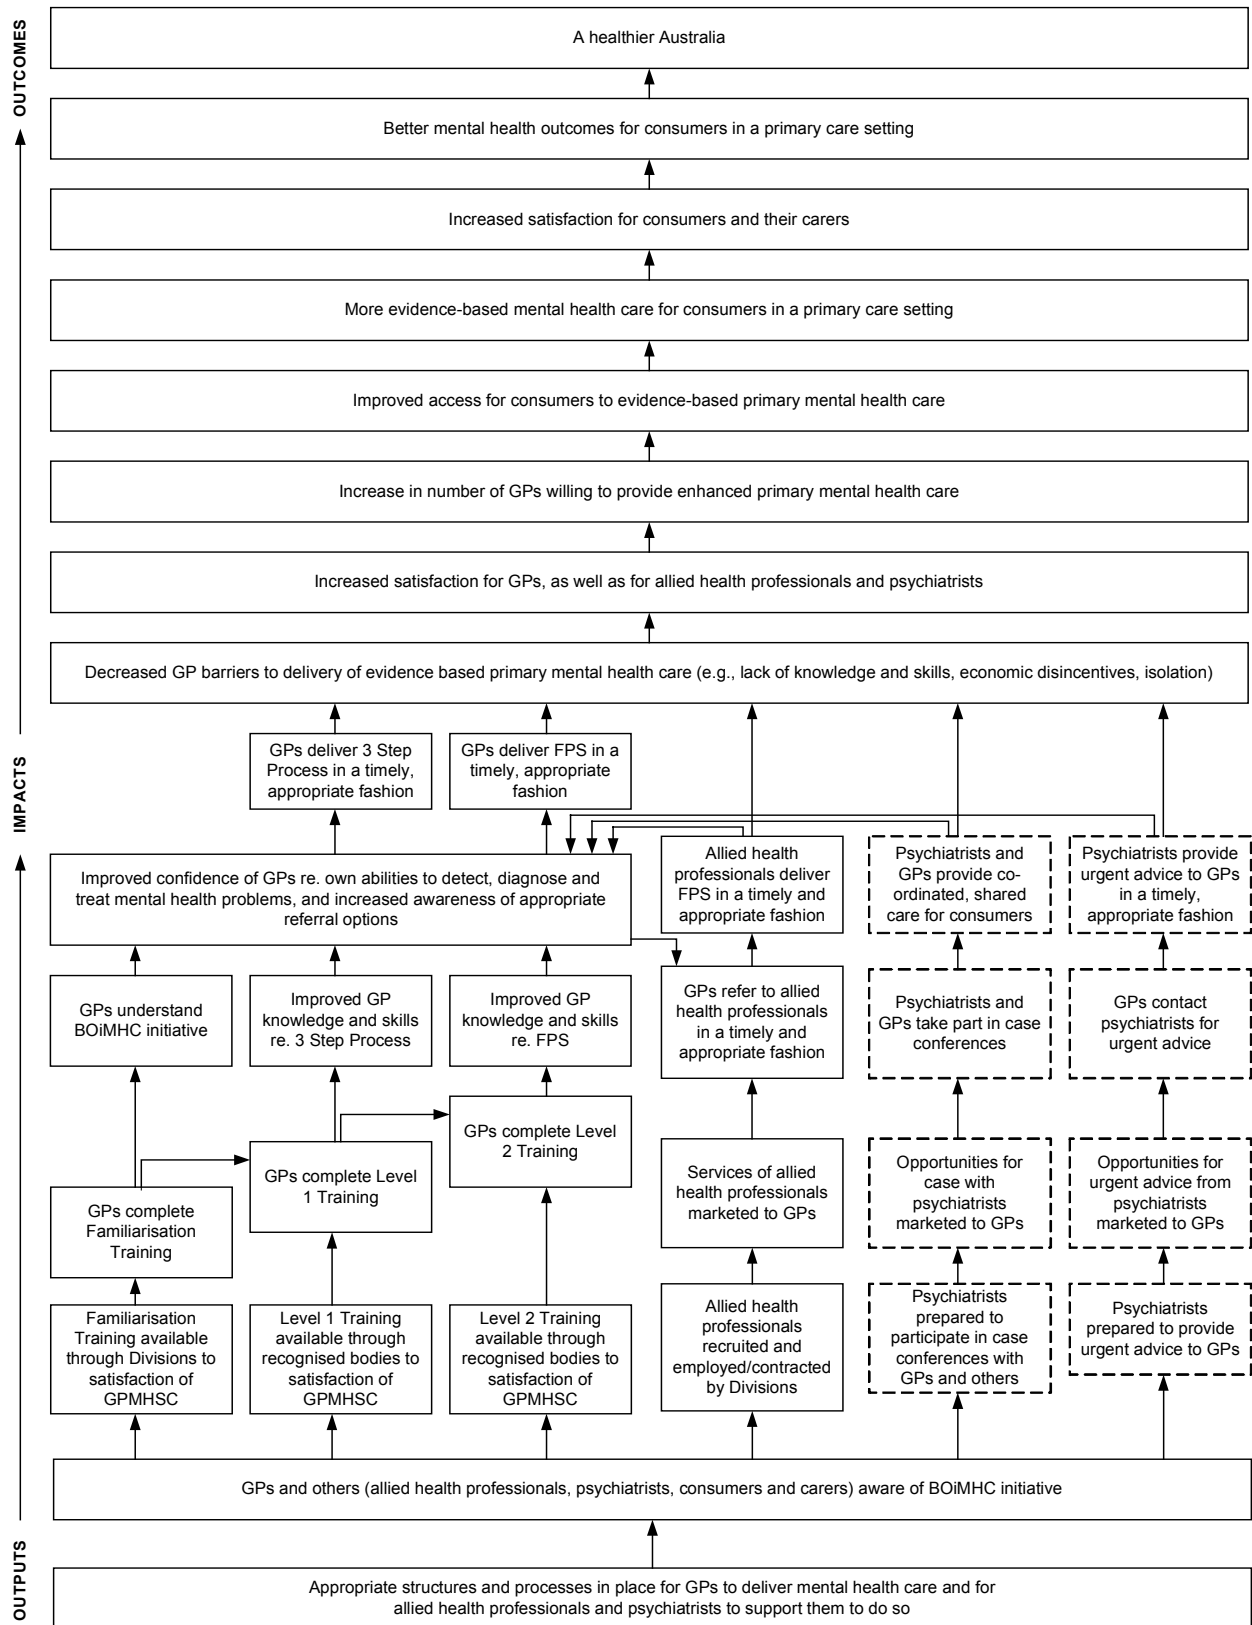 OUTCOMES
A healthier Australia
Better mental health outcomes for consumers in a primary care setting
Increased satisfaction for consumers and their carers
More evidence-based mental health care for consumers in a primary care setting
Improved access for consumers to evidence-based primary mental health care
Increase in number of GPs willing to provide enhanced primary mental health care
Increased satisfaction for GPs, as well as for allied health professionals and psychiatrists
Decreased GP barriers to delivery of evidence based primary mental health care (e.g., lack of knowledge and skills, economic disincentives, isolation)
IMPACTS
GPs deliver 3 Step
Process in a timely,
appropriate fashion
GPs deliver FPS in a
timely, appropriate
fashion
Improved confidence of GPs re. own abilities to detect, diagnose and
treat mental health problems, and increased awareness of appropriate
referral options
Allied health
professionals deliver
FPS in a timely and
appropriate fashion
Psychiatrists and
GPs provide co-
ordinated, shared
care for consumers
Psychiatrists provide
urgent advice to GPs
in a timely,
appropriate fashion
GPs understand
BOiMHC initiative
Improved GP
knowledge and skills
re. 3 Step Process
Improved GP
knowledge and skills
re. FPS
GPs refer to allied
health professionals
in a timely and
appropriate fashion
Psychiatrists and
GPs take part in case
conferences
GPs contact
psychiatrists for
urgent advice
GPs complete
Familiarisation
Training
GPs complete Level
1 Training
GPs complete Level
2 Training
Services of allied
health professionals
marketed to GPs
Opportunities for
case with
psychiatrists
marketed to GPs
Opportunities for
urgent advice from
psychiatrists
marketed to GPs
Familiarisation
Training available
through Divisions to
satisfaction of
GPMHSC
Level 1 Training
available through
recognised bodies to
satisfaction of
GPMHSC
Level 2 Training
available through
recognised bodies to
satisfaction of
GPMHSC
Allied health
professionals
recruited and
employed/contracted
by Divisions
Psychiatrists
prepared to
participate in case
conferences with
GPs and others
Psychiatrists
prepared to provide
urgent advice to GPs
GPs and others (allied health professionals, psychiatrists, consumers and carers) aware of BOiMHC initiative
OUTPUTS
Appropriate structures and processes in place for GPs to deliver mental health care and for
allied health professionals and psychiatrists to support them to do so